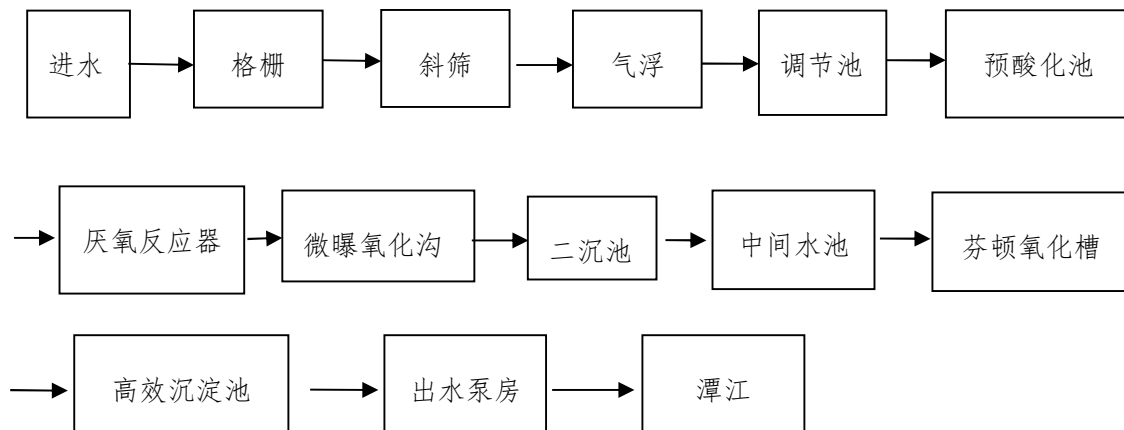 进水
格栅
斜筛
气浮
调节池
预酸化池
厌氧反应器
微曝氧化沟
二沉池
中间水池
芬顿氧化槽
高效沉淀池
出水泵房
潭江